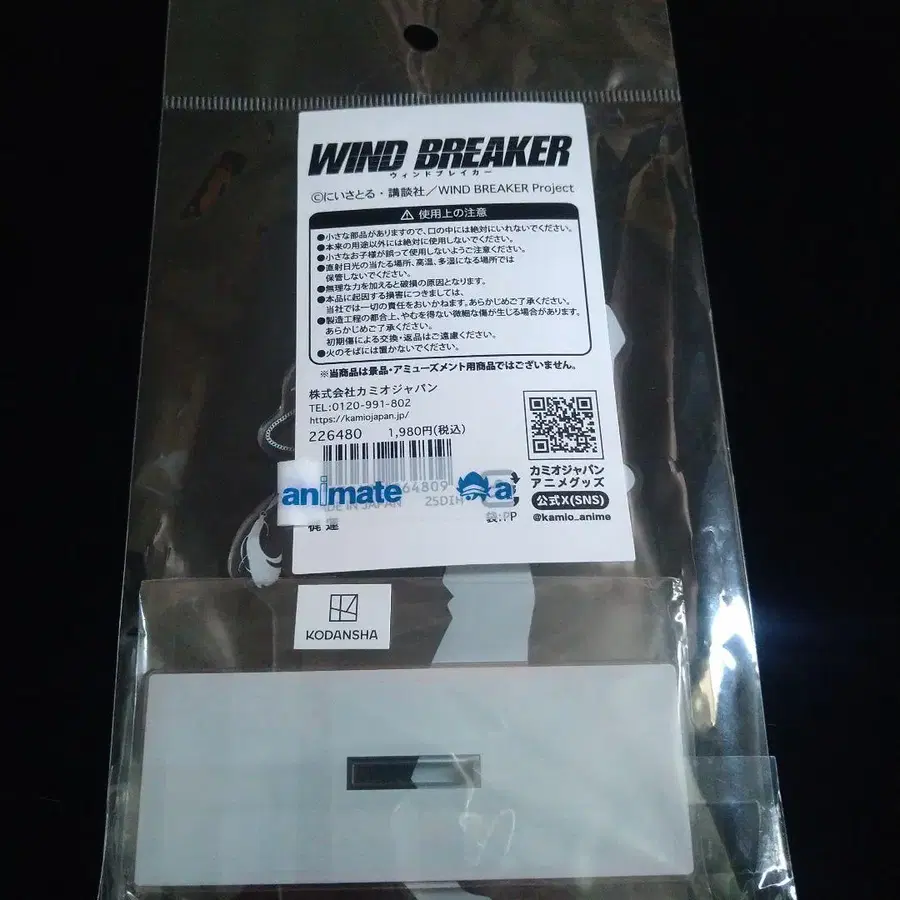 WIND BREAKER
ウィンドブレイカー
©にいさとる・講談社／WIND BREAKER Project
⚠ 使用上の注意
●小さな部品がありますので、口の中には絶対にいれないでください。
●本来の用途以外には絶対に使用しないでください。
●小さなお子様が誤って使用しないようご注意ください。
●直射日光の当たる場所、高温、多湿になる場所では
保管しないでください。
●無理な力を加えると破損の原因となります。
●本品に起因する損害につきましては、
当社では一切の責任をおいかねます。あらかじめご了承ください。
●製造工程の都合上、やむを得ない微細な傷が生じる場合があります。
あらかじめご了承ください。
初期傷による交換・返品はご遠慮ください。
●火のそばには置かないでください。
※当商品は景品・アミューズメント用商品ではございません。
株式会社カミオジャパン
TEL:0120-991-802
https://kamiojapan.jp/
226480 1,980円(税込)
カミオジャパン
アニメグッズ
公式X(SNS)
@kamio_anime
animate
64809
a
ADE IN JAPAN 25DIH
梶 蓮
袋:PP
KODANSHA